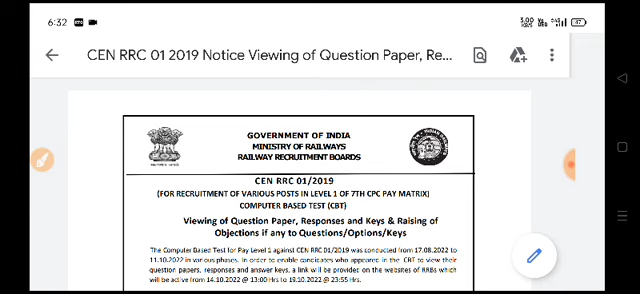 6:32
47
CEN RRC 01 2019 Notice Viewing of Question Paper, Re...
GOVERNMENT OF INDIA
MINISTRY OF RAILWAYS
RAILWAY RECRUITMENT BOARDS
CEN RRC 01/2019
(FOR RECRUITMENT OF VARIOUS POSTS IN LEVEL 1 OF 7TH CPC PAY MATRIX)
COMPUTER BASED TEST (CBT)
Viewing of Question Paper, Responses and Keys & Raising of
Objections if any to Questions/Options/Keys
The Computer Based Test for Pay Level 1 against CEN RRC 01/2019 was conducted from 17.08.2022 to
11.10.2022 in various phases. In order to enable candidates who appeared in the CBT to view their
question papers, responses and answer keys, a link will be provided on the websites of RRBs which
will be active from 14.10.2022 @ 13:00 Hrs to 19.10.2022 @ 23:55 Hrs.